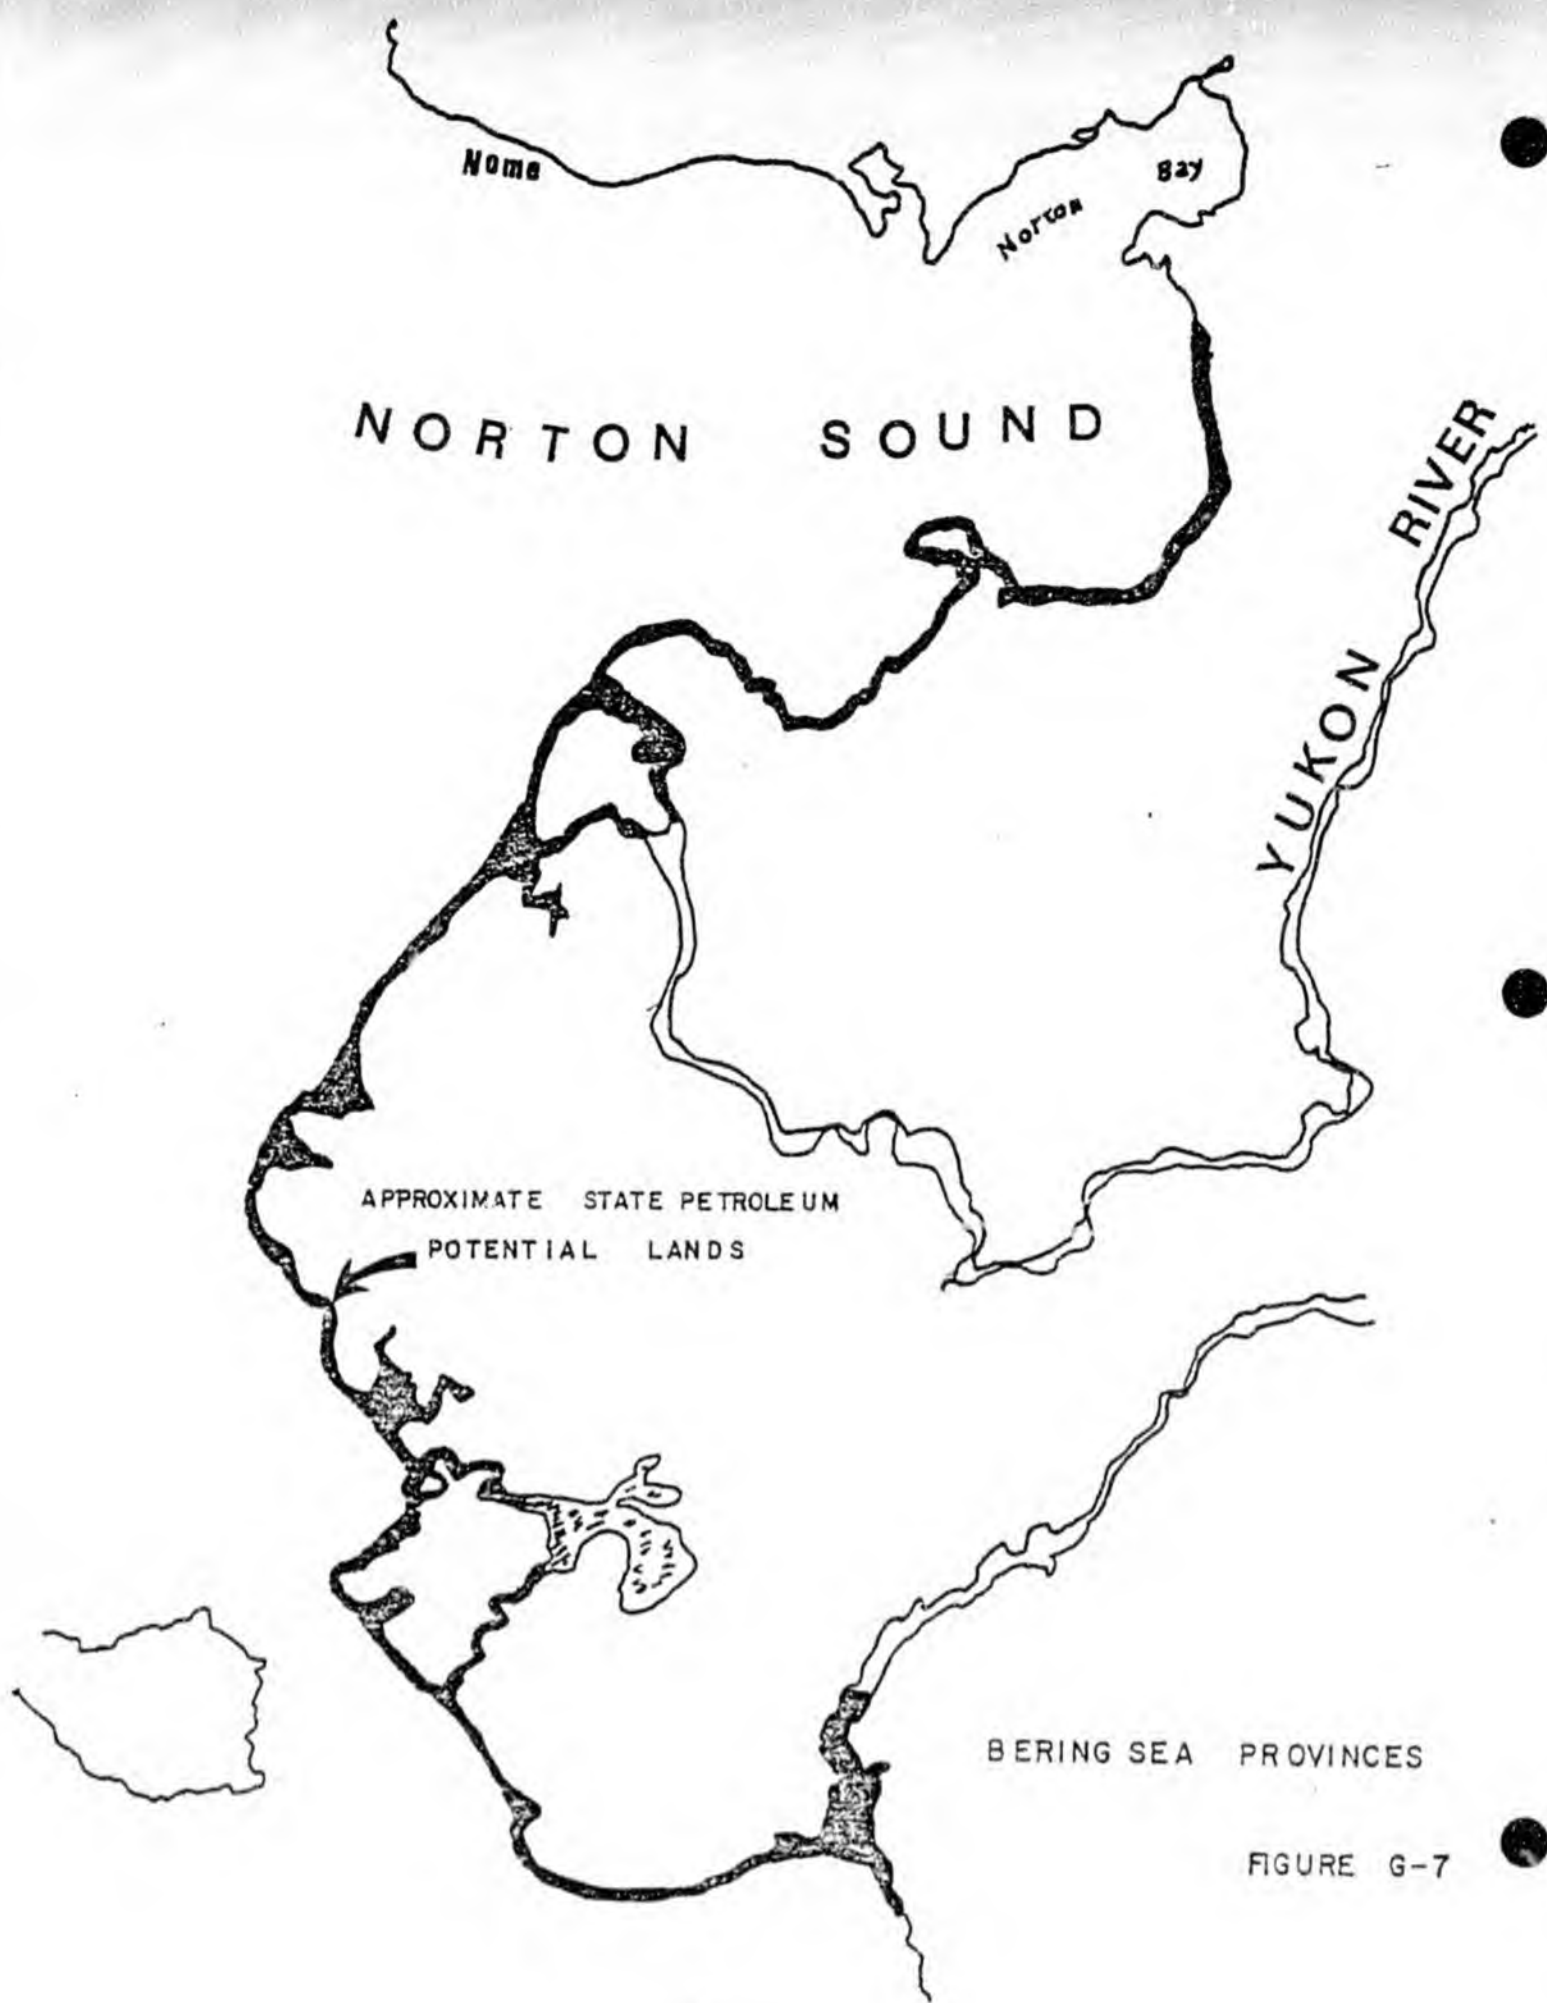 Nome
Norton Bay
NORTON SOUND
YUKON RIVER
APPROXIMATE STATE PETROLEUM
POTENTIAL LANDS
BERING SEA PROVINCES
FIGURE G-7